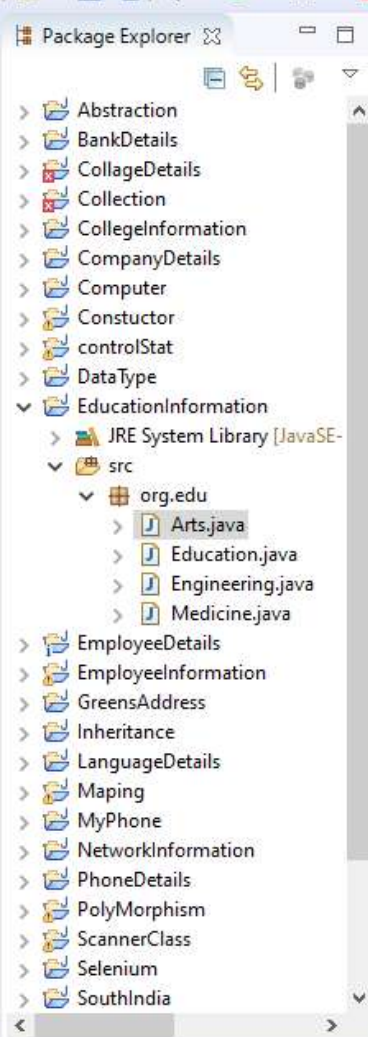 Package Explorer
Abstraction
BankDetails
CollageDetails
Collection
CollegeInformation
CompanyDetails
Computer
Constuctor
controlStat
DataType
EducationInformation
JRE System Library [JavaSE-
src
org.edu
Arts.java
Education.java
Engineering.java
Medicine.java
EmployeeDetails
EmployeeInformation
GreensAddress
Inheritance
LanguageDetails
Maping
MyPhone
NetworkInformation
PhoneDetails
PolyMorphism
ScannerClass
Selenium
SouthIndia